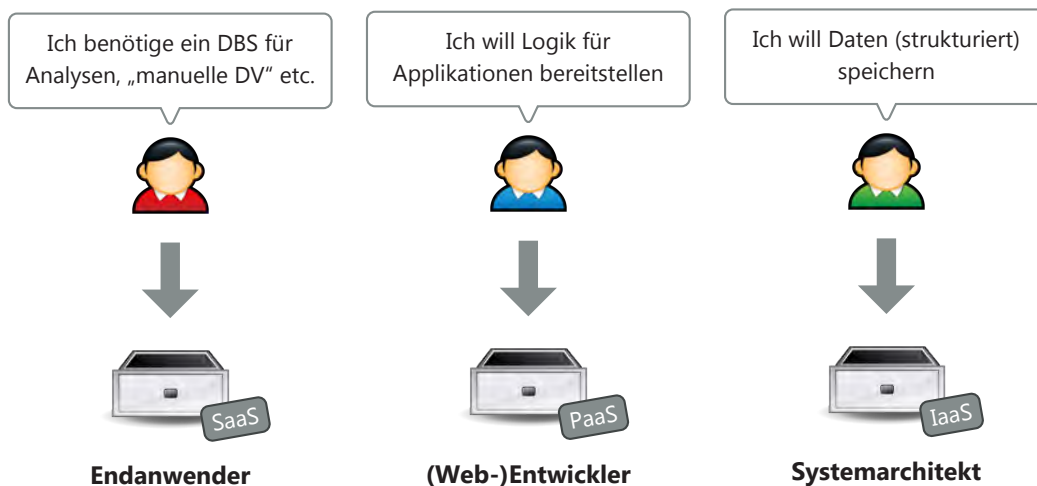 Ich benötige ein DBS für
Analysen, „manuelle DV“ etc.
Ich will Logik für
Applikationen bereitstellen
Ich will Daten (strukturiert)
speichern
SaaS
PaaS
IaaS
Endanwender
(Web-)Entwickler
Systemarchitekt